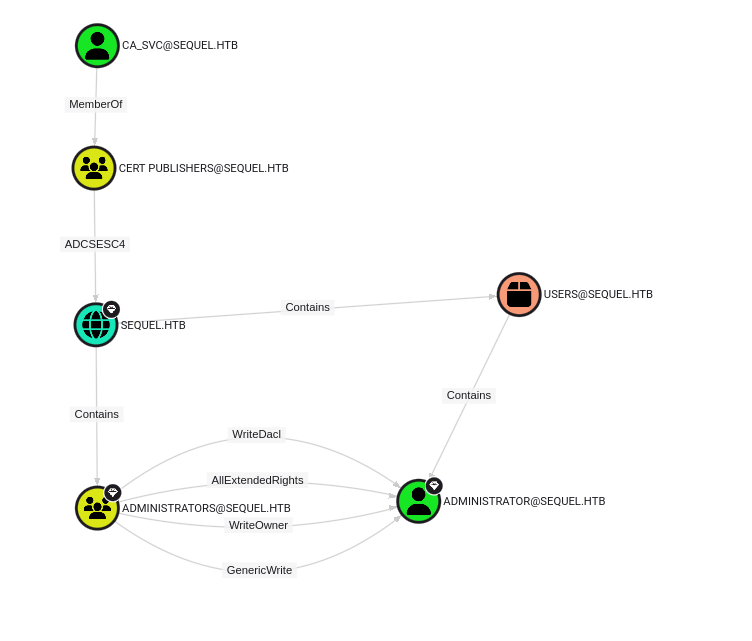 CA_SVC@SEQUEL.HTB
MemberOf
CERT PUBLISHERS@SEQUEL.HTB
ADCSESC4
USERS@SEQUEL.HTB
Contains
SEQUEL.HTB
Contains
Contains
WriteDacl
AllExtendedRights
ADMINISTRATOR@SEQUEL.HTB
ADMINISTRATORS@SEQUEL.HTB
WriteOwner
GenericWrite